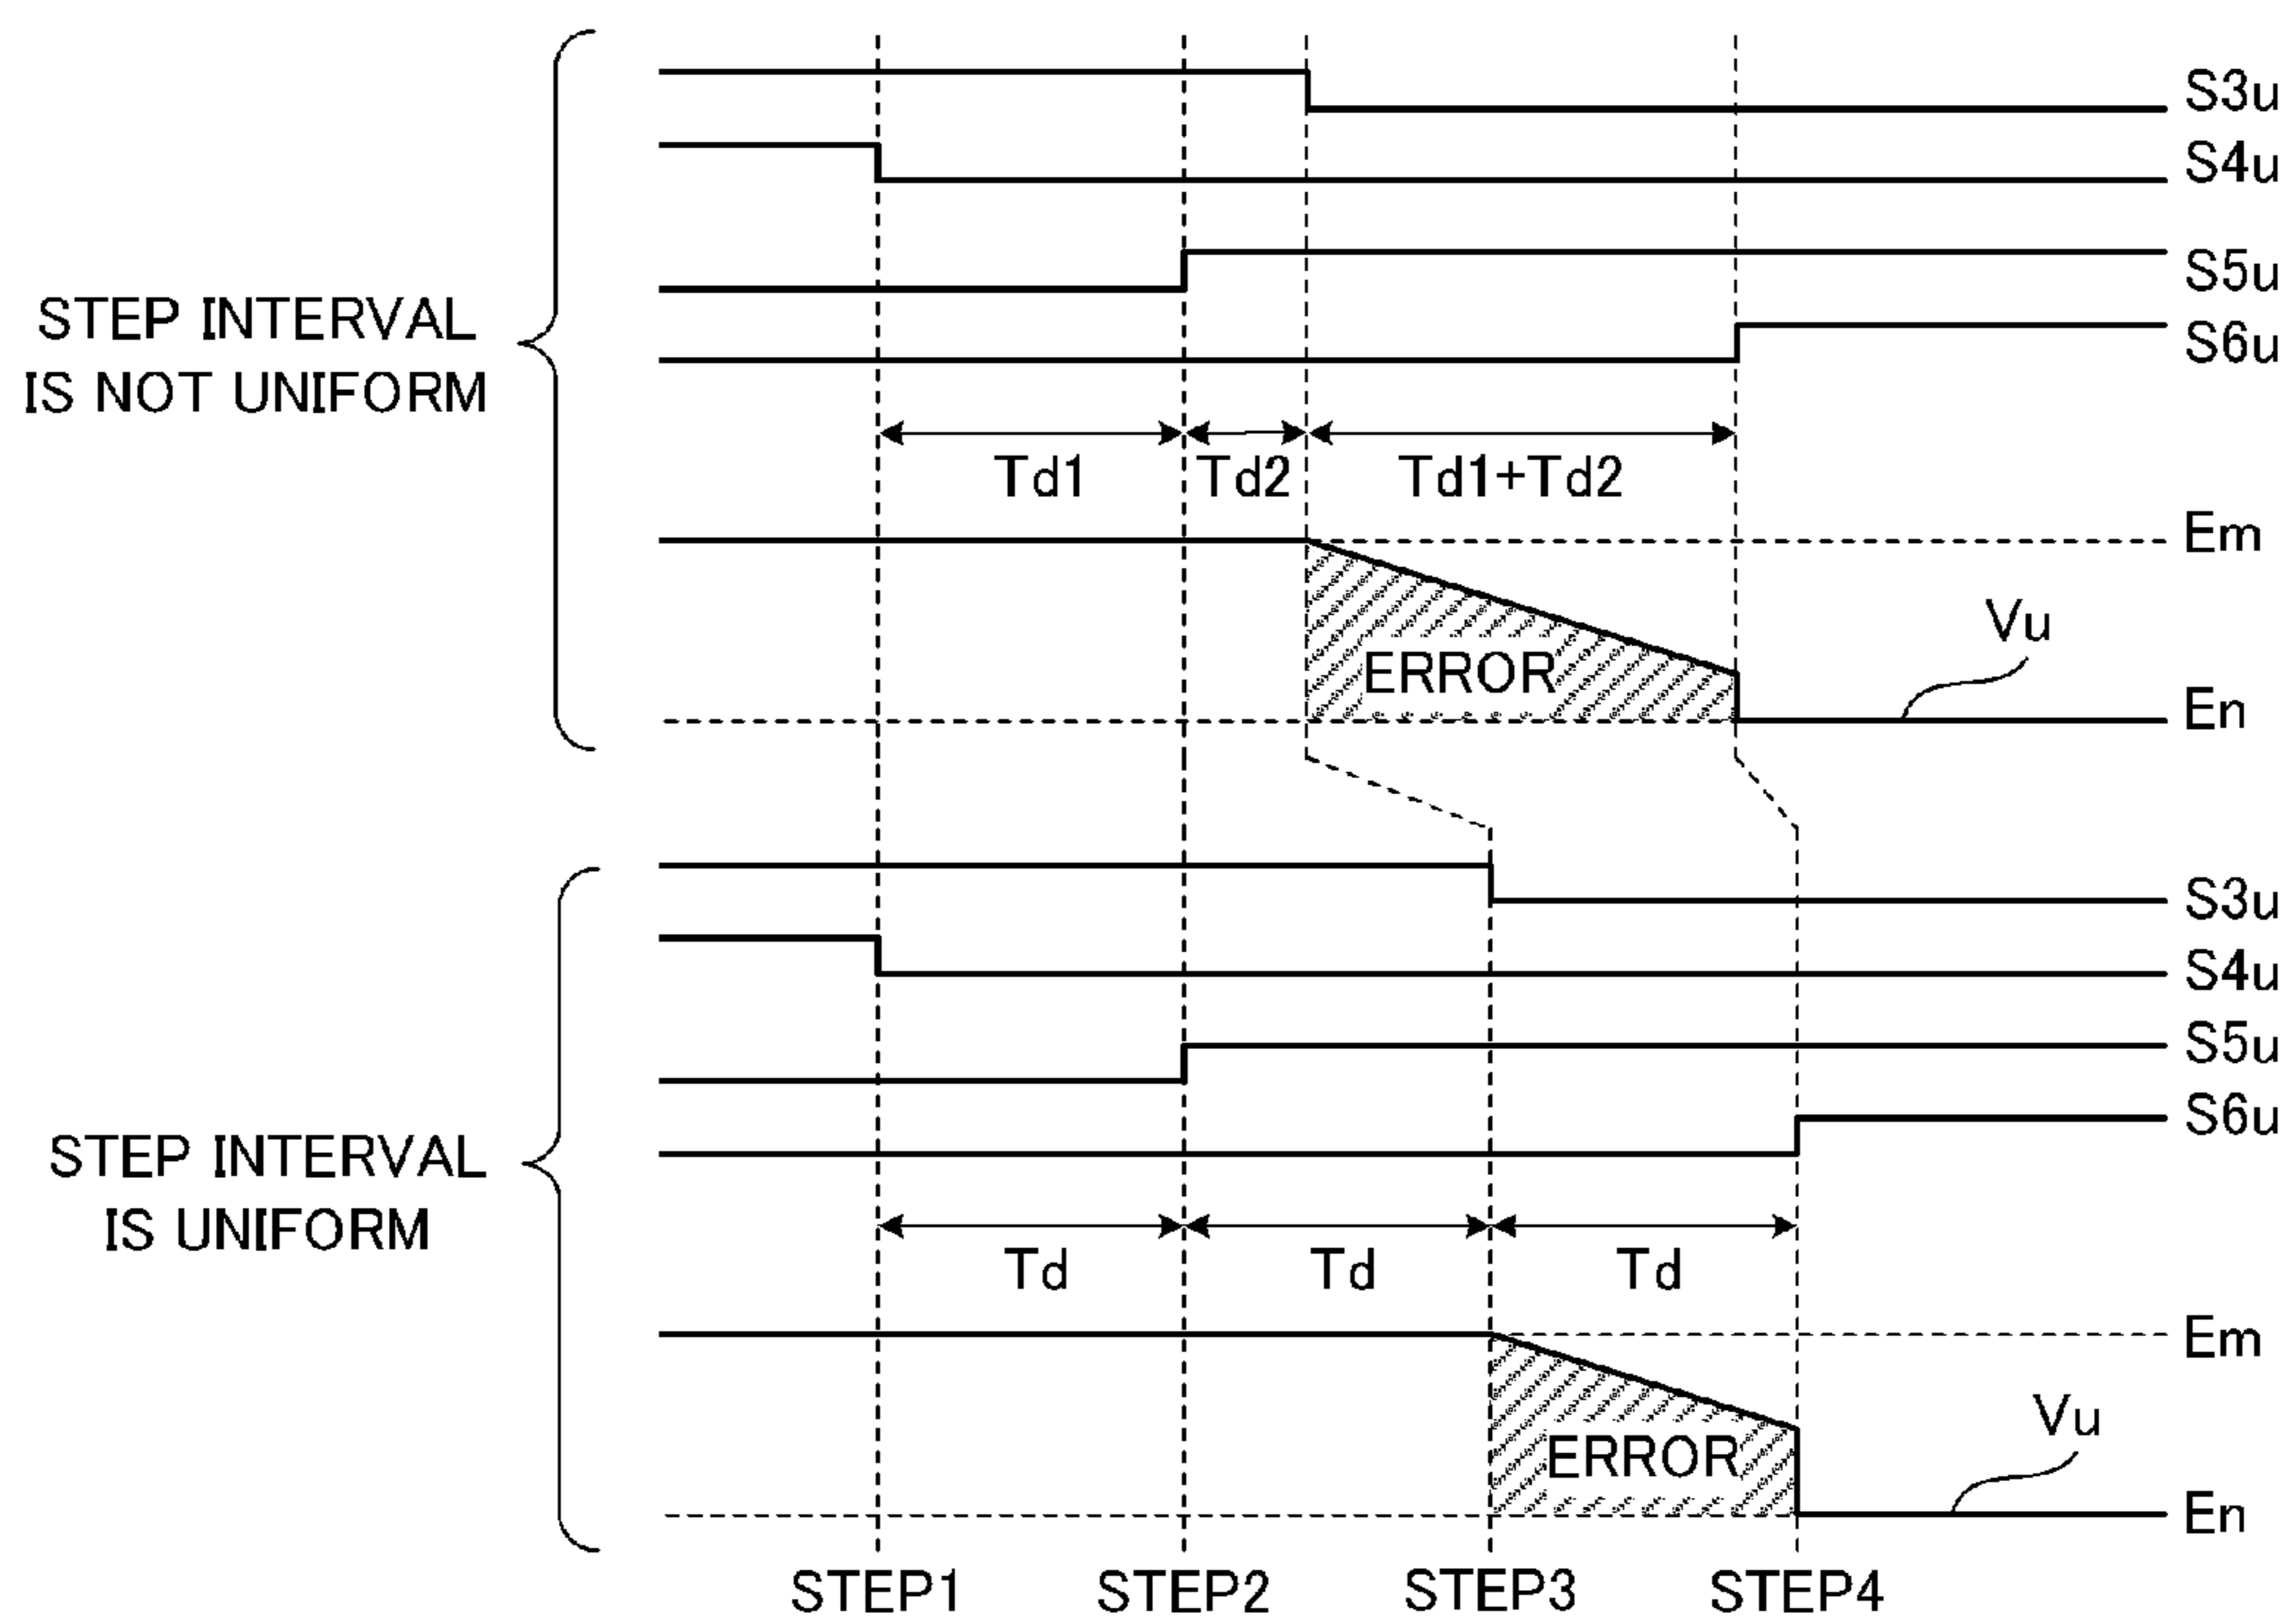 S3u
S4u
S5u
STEP INTERVAL
IS NOT UNIFORM
S6u
Td1 Td2 Td1+Td2
Em
Vu
ERROR
En
S3u
S4u
S5u
S6u
STEP INTERVAL
IS UNIFORM
Td Td Td
Em
Vu
ERROR
En
STEP1 STEP2 STEP3 STEP4